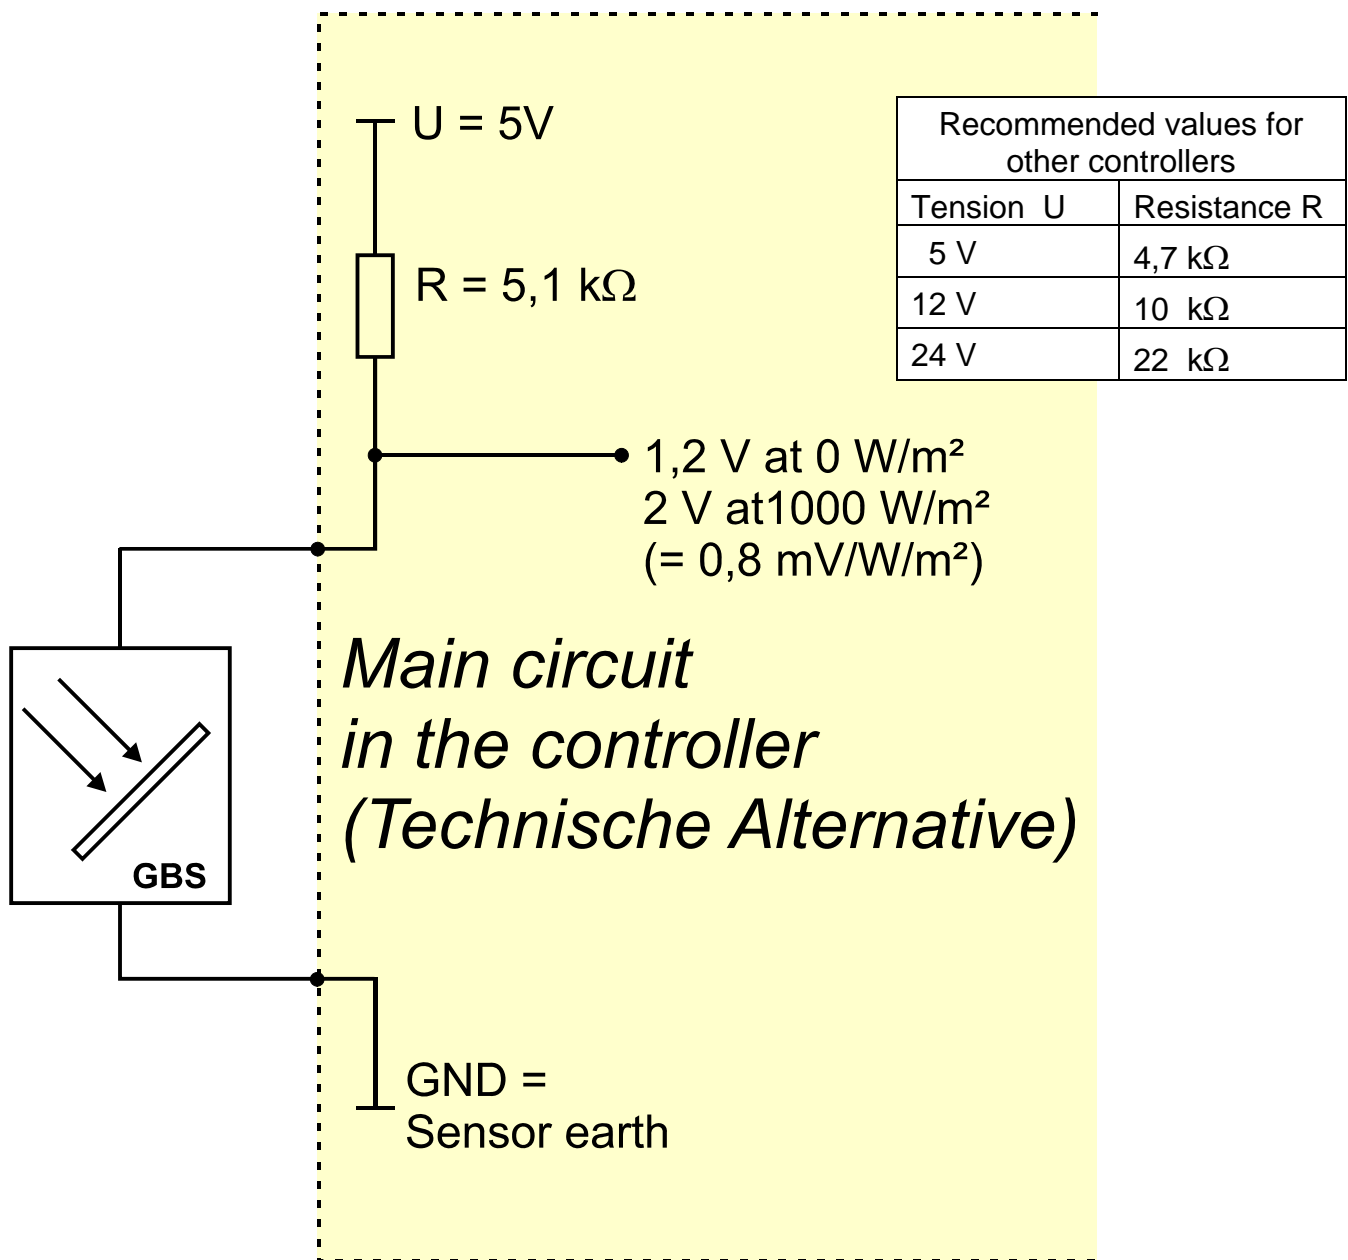 U = 5V
Recommended values for
other controllers
Tension U
Resistance R
5 V
4,7 kΩ
12 V
10 kΩ
24 V
22 kΩ
R = 5,1 kΩ
1,2 V at 0 W/m²
2 V at1000 W/m²
(= 0,8 mV/W/m²)
Main circuit
in the controller
(Technische Alternative)
GBS
GND =
Sensor earth